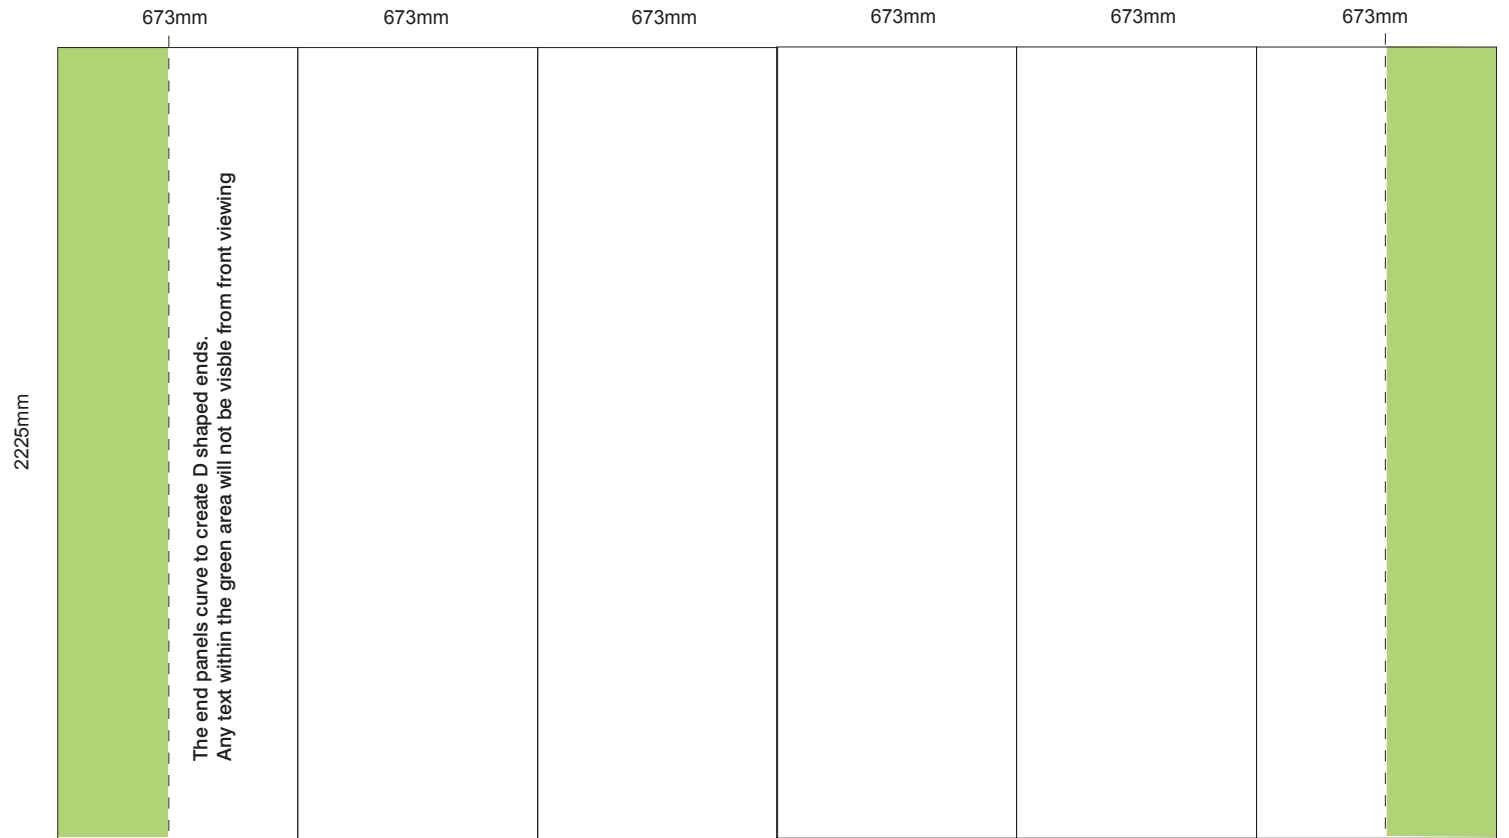 673mm
673mm
673mm
673mm
673mm
673mm
2225mm
The end panels curve to create D shaped ends.
Any text within the green area will not be visble from front viewing